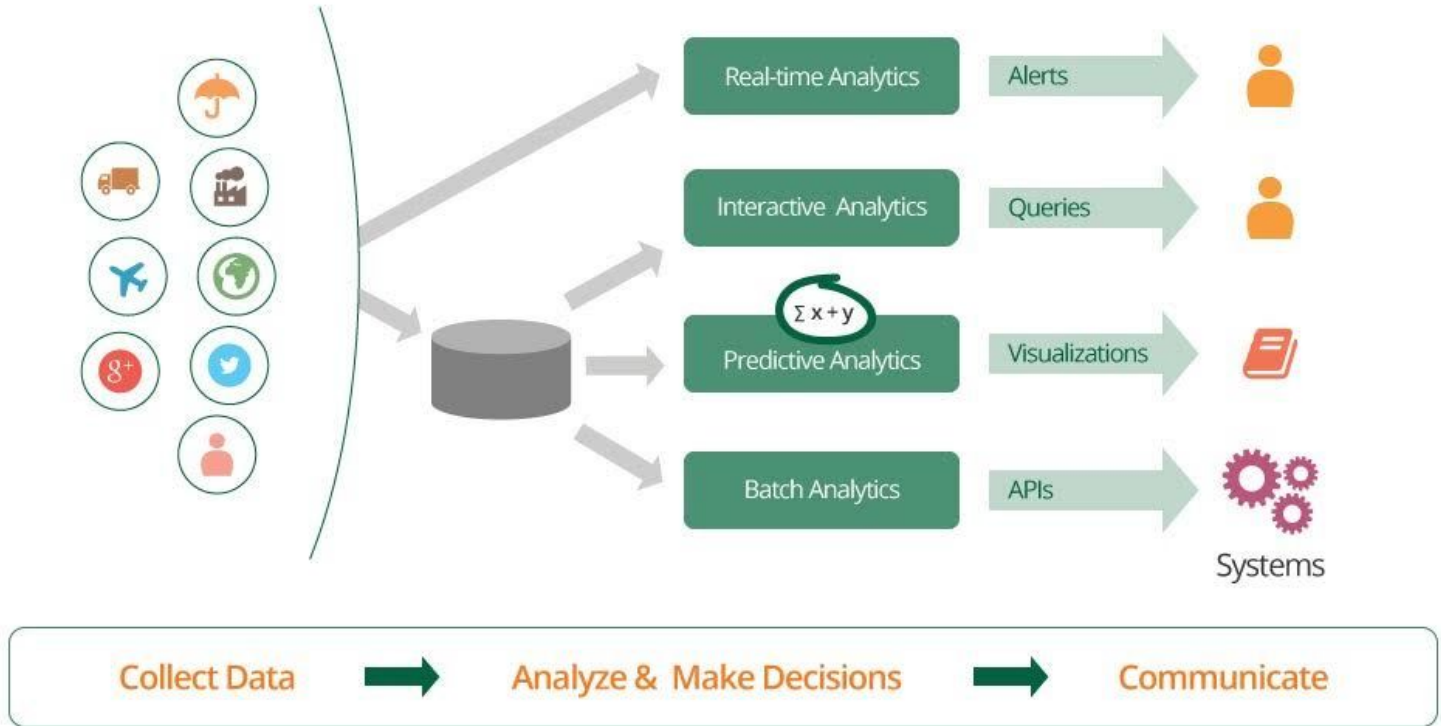 Real-time Analytics
Alerts
Interactive Analytics
Queries
∑ x + y
Predictive Analytics
Visualizations
g+
Batch Analytics
APIs
Systems
Collect Data
Analyze & Make Decisions
Communicate